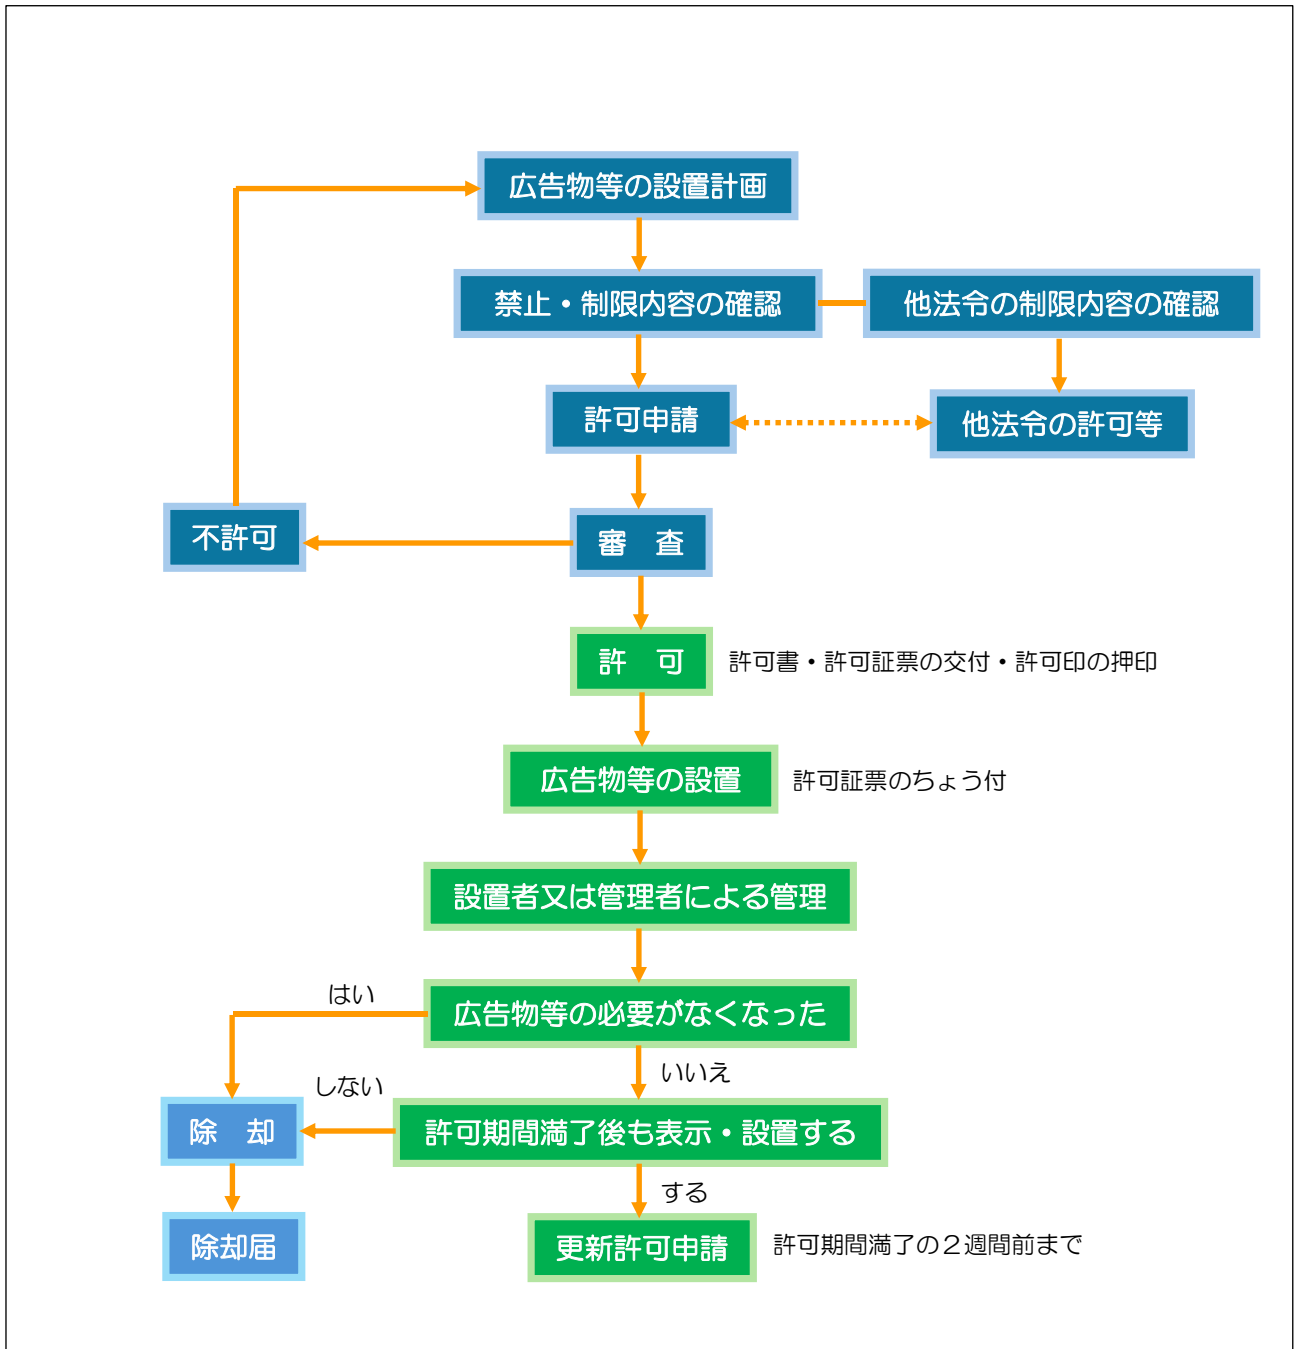 広告物等の設置計画
禁止・制限内容の確認
他法令の制限内容の確認
許可申請
他法令の許可等
不許可
審　査
許　可
許可書・許可証票の交付・許可印の押印
広告物等の設置
許可証票のちょう付
設置者又は管理者による管理
はい
広告物等の必要がなくなった
いいえ
しない
除　却
許可期間満了後も表示・設置する
する
除却届
更新許可申請
許可期間満了の２週間前まで